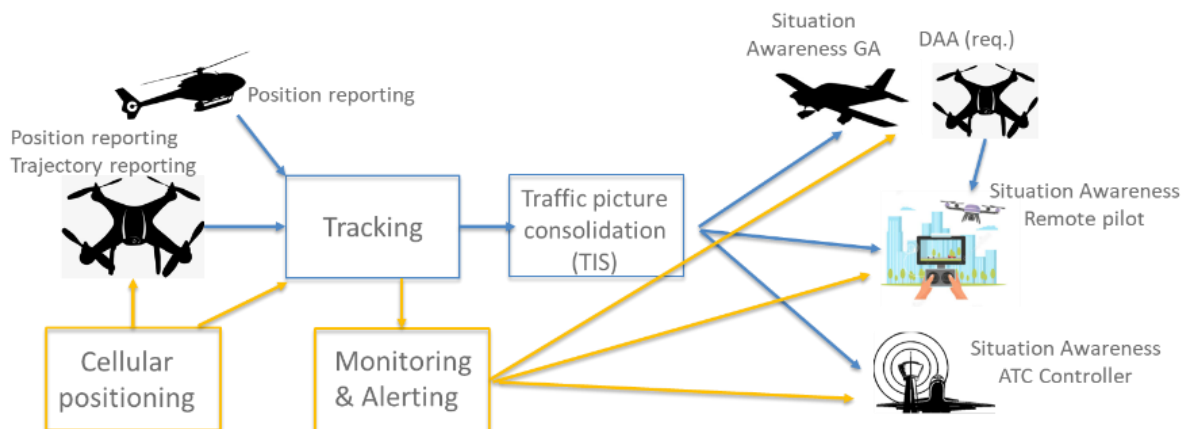 Situation
Awareness GA
DAA (req.)
Position reporting
Position reporting
Trajectory reporting
Tracking
Traffic picture
consolidation
(TIS)
Situation Awareness
Remote pilot
Cellular
positioning
Monitoring
& Alerting
Situation Awareness
ATC Controller